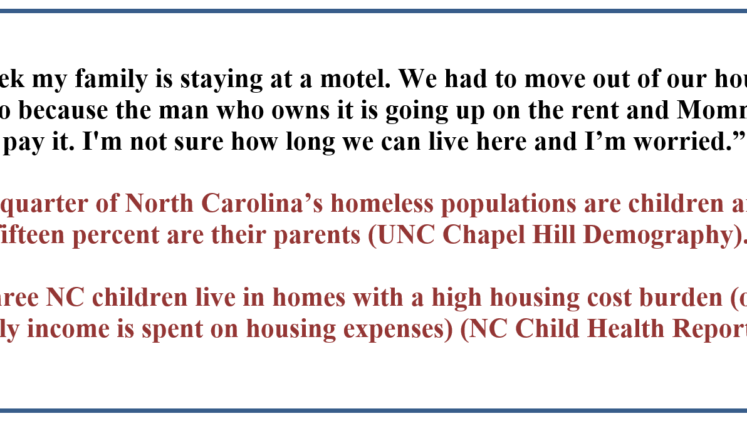 ek my family is staying at a motel. We had to move out of our hou
o because the man who owns it is going up on the rent and Mom
pay it. I'm not sure how long we can live here and I’m worried.”
quarter of North Carolina’s homeless populations are children a
ifteen percent are their parents (UNC Chapel Hill Demography).
ree NC children live in homes with a high housing cost burden (
ly income is spent on housing expenses) (NC Child Health Repor